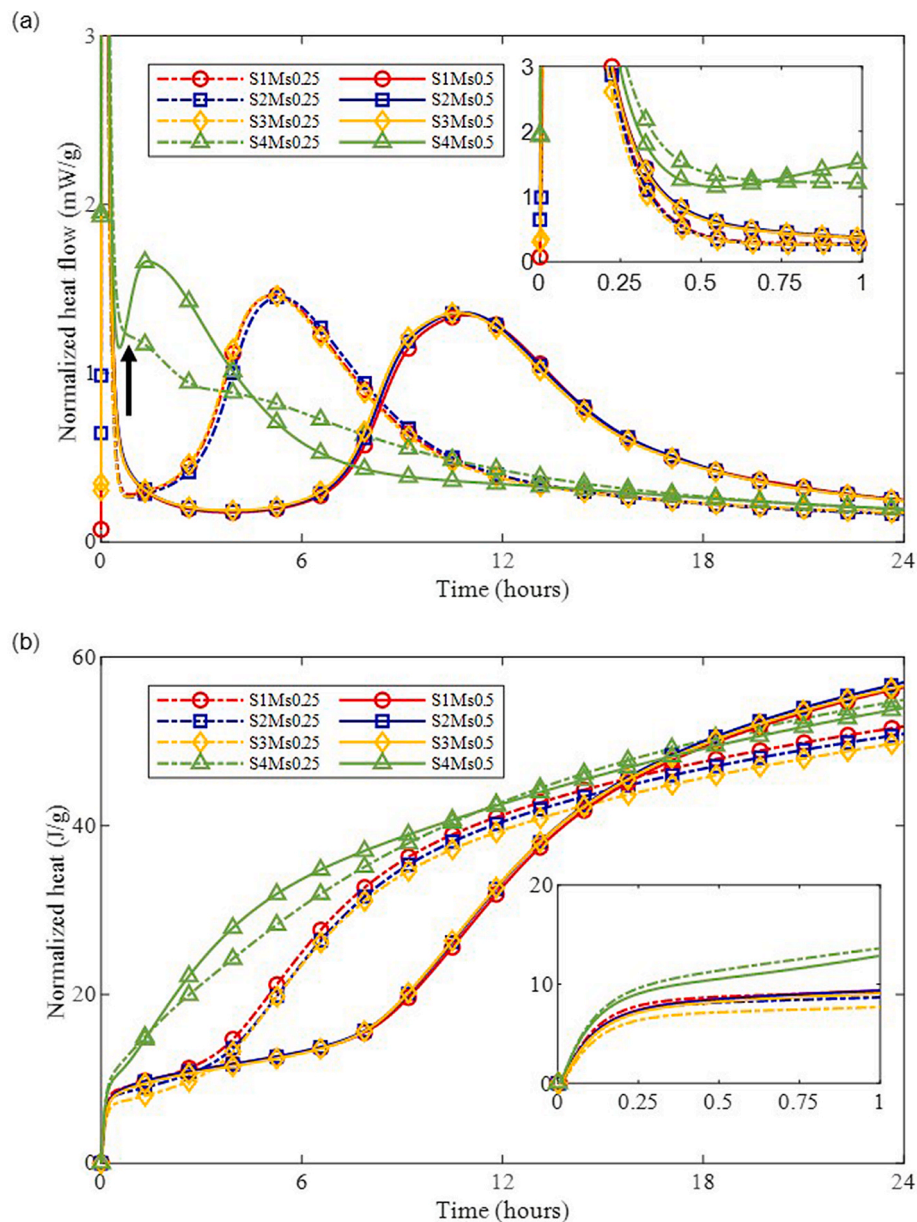 (a)
3
2
1
0
Normalized heat flow (mW/g)
S1Ms0.25 S1Ms0.5
S2Ms0.25 S2Ms0.5
S3Ms0.25 S3Ms0.5
S4Ms0.25 S4Ms0.5
3
2
1
0
0 0.25 0.5 0.75 1
0 6 12 18 24
Time (hours)
(b)
60
40
20
0
Normalized heat (J/g)
S1Ms0.25 S1Ms0.5
S2Ms0.25 S2Ms0.5
S3Ms0.25 S3Ms0.5
S4Ms0.25 S4Ms0.5
20
10
0
0 0.25 0.5 0.75 1
0 6 12 18 24
Time (hours)